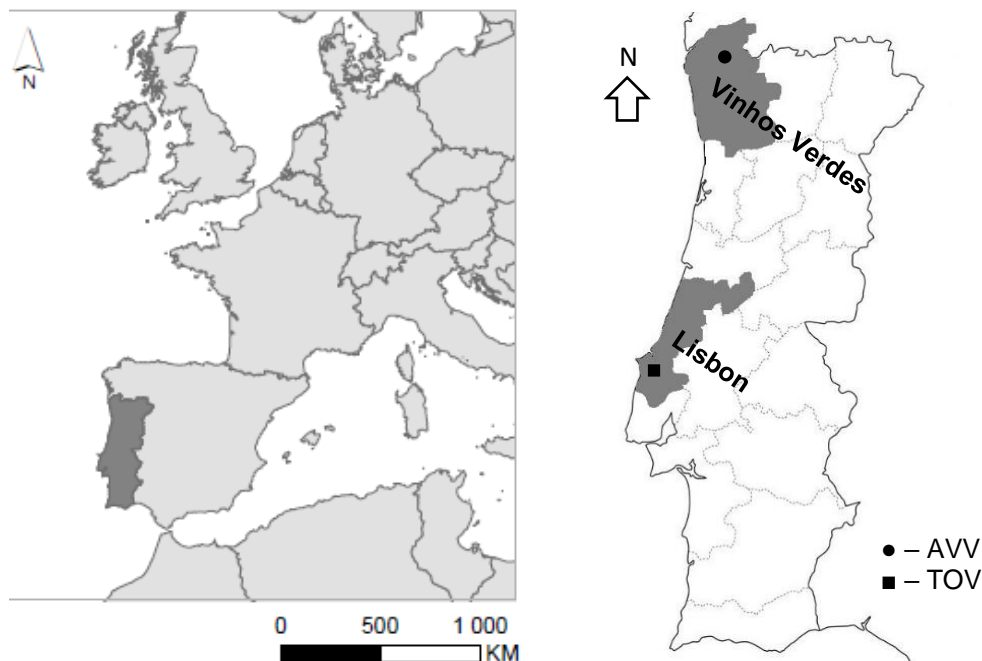 N
0 500 1 000
KM
N
Vinhos Verdes
Lisbon
– AVV
– TOV